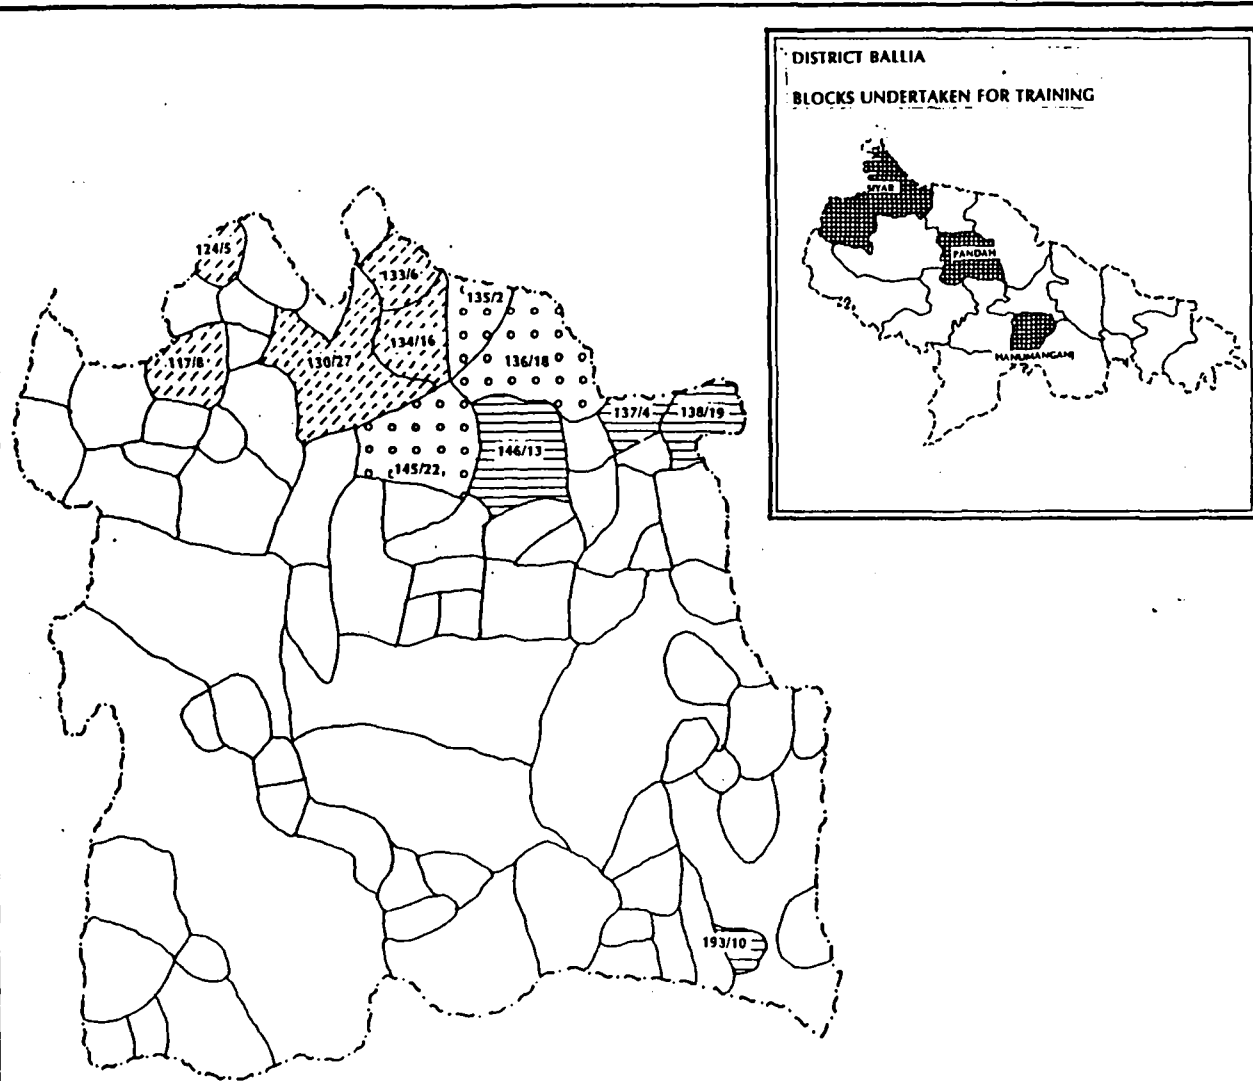 DISTRICT BALLIA
BLOCKS UNDERTAKEN FOR TRAINING
SIYAR
PANDAH
HANUMANGANJ
124/5
133/6
135/2
134/16
117/8
130/27
136/18
137/4
138/19
146/13
145/22
193/10